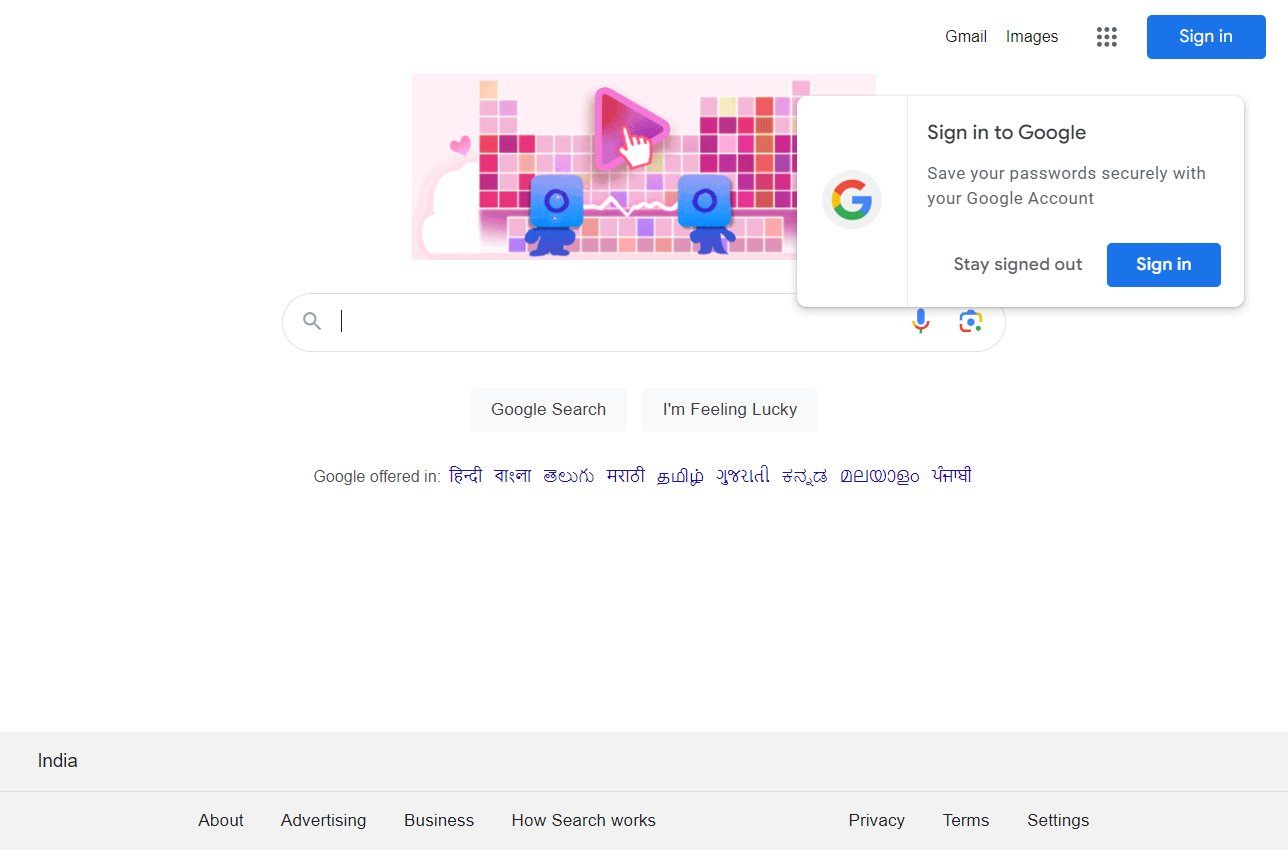 Gmail Images Sign in
Sign in to Google
Save your passwords securely with
your Google Account
Stay signed out Sign in
Google Search I'm Feeling Lucky
Google offered in: हिन्दी বাংলা తెలుగు मराठी தமிழ் ગુજરાતી ಕನ್ನಡ മലയാളം ਪੰਜਾਬੀ
India
About Advertising Business How Search works Privacy Terms Settings